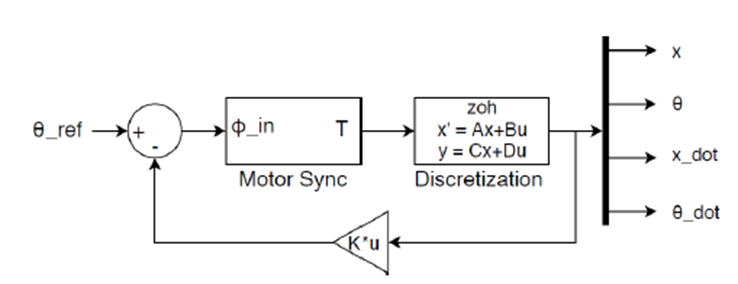 θ_ref
+
-
ϕ_in
T
Motor Sync
zoh
x' = Ax+Bu
y = Cx+Du
Discretization
K*u
x
θ
x_dot
θ_dot